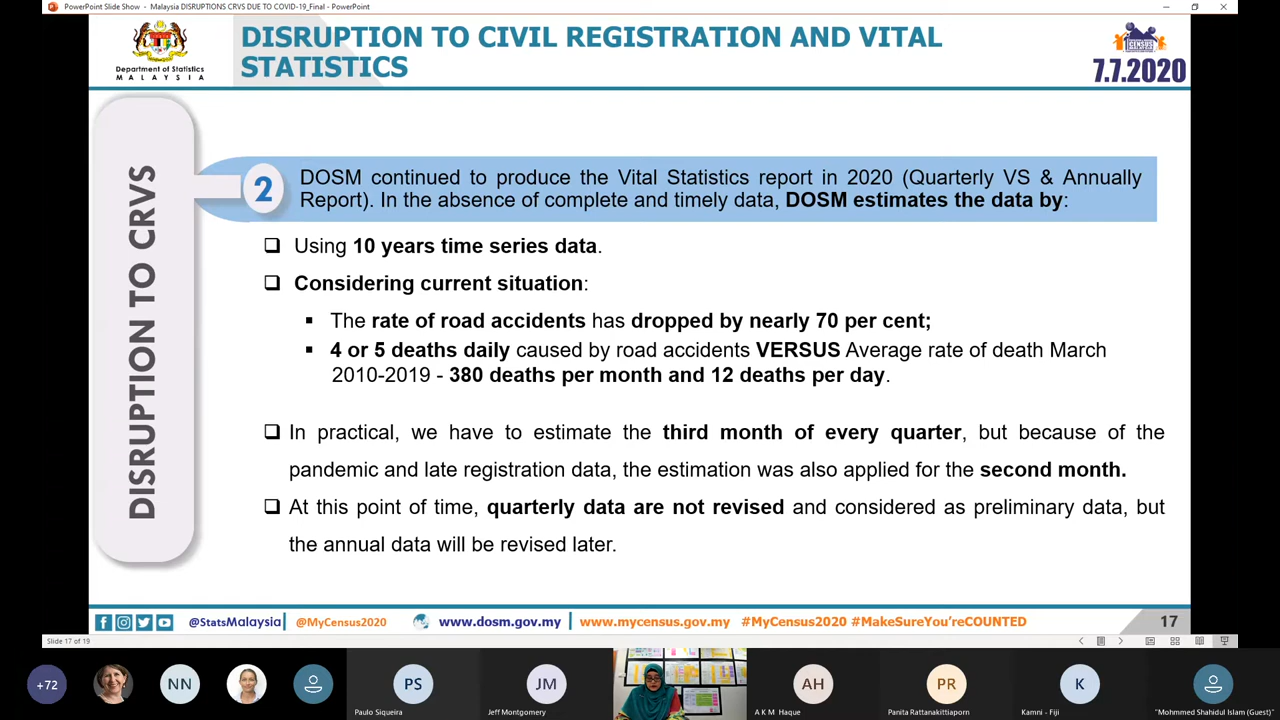 PowerPoint Slide Show - Malaysia DISRUPTIONS CRVS DUE TO COVID-19_Final - PowerPoint
Department of Statistics
MALAYSIA
DISRUPTION TO CIVIL REGISTRATION AND VITAL
STATISTICS
CENSUS
7.7.2020
DISRUPTION TO CRVS
2
DOSM continued to produce the Vital Statistics report in 2020 (Quarterly VS & Annually
Report). In the absence of complete and timely data, DOSM estimates the data by:
❑ Using 10 years time series data.
❑ Considering current situation:
▪ The rate of road accidents has dropped by nearly 70 per cent;
▪ 4 or 5 deaths daily caused by road accidents VERSUS Average rate of death March
2010-2019 - 380 deaths per month and 12 deaths per day.
❑ In practical, we have to estimate the third month of every quarter, but because of the
pandemic and late registration data, the estimation was also applied for the second month.
❑ At this point of time, quarterly data are not revised and considered as preliminary data, but
the annual data will be revised later.
@StatsMalaysia @MyCensus2020 www.dosm.gov.my www.mycensus.gov.my #MyCensus2020 #MakeSureYou'reCOUNTED 17
Slide 17 of 19
+72 NN PS JM AH PR K
Paulo Siqueira Jeff Montgomery A K M Haque Panita Rattanakittiaporn Kamni - Fiji "Mohmmed Shahidul Islam (Guest)"